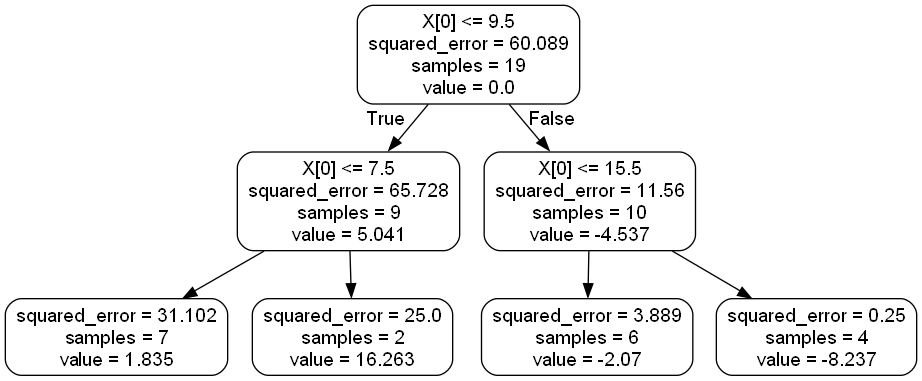 X[0] <= 9.5
squared_error = 60.089
samples = 19
value = 0.0
True
False
X[0] <= 7.5
squared_error = 65.728
samples = 9
value = 5.041
X[0] <= 15.5
squared_error = 11.56
samples = 10
value = -4.537
squared_error = 31.102
samples = 7
value = 1.835
squared_error = 25.0
samples = 2
value = 16.263
squared_error = 3.889
samples = 6
value = -2.07
squared_error = 0.25
samples = 4
value = -8.237